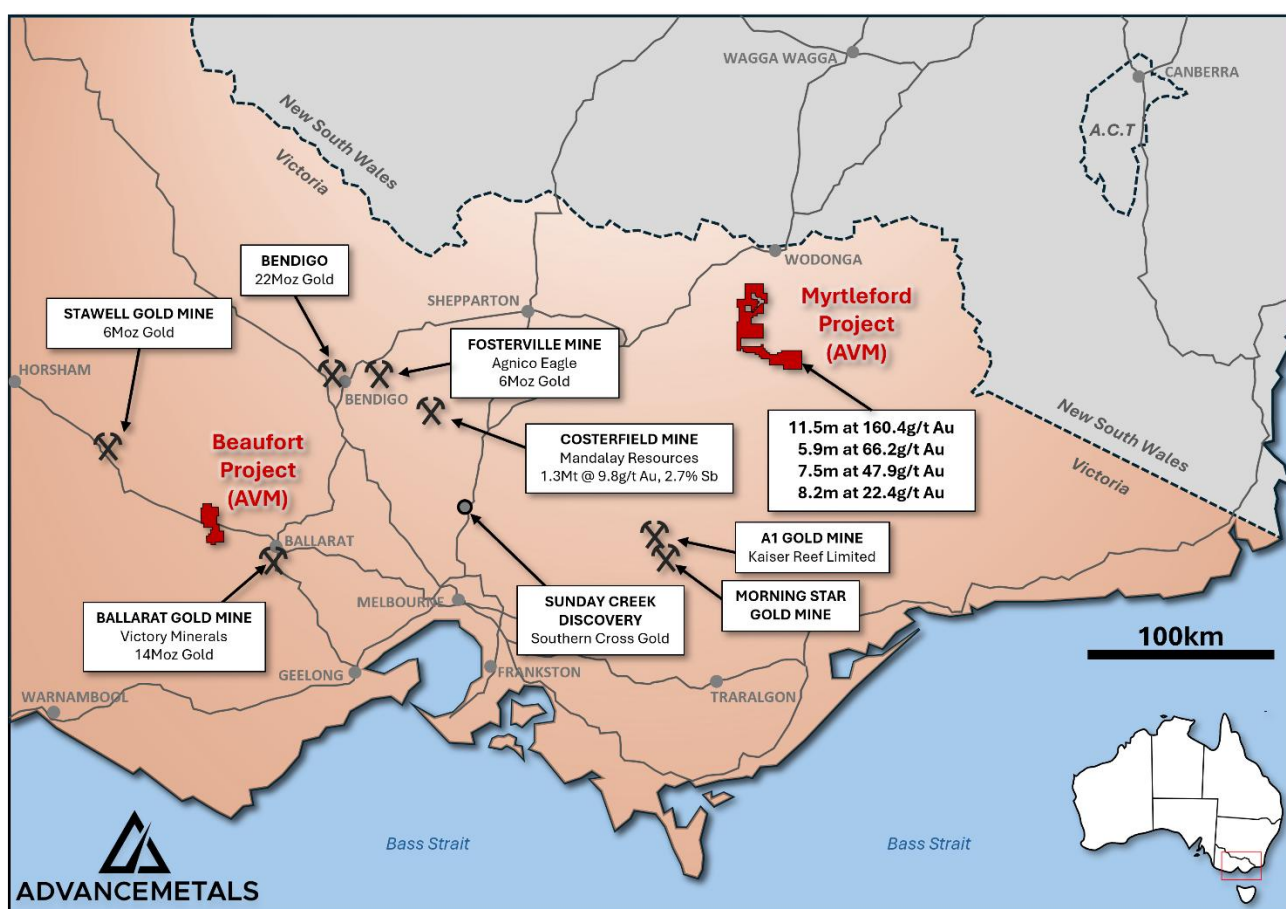 WAGGA WAGGA
CANBERRA
A.C.T
New South Wales
Victoria
WODONGA
BENDIGO
22Moz Gold
SHEPPARTON
Myrtleford
Project
(AVM)
STAWELL GOLD MINE
6Moz Gold
FOSTERVILLE MINE
Agnico Eagle
6Moz Gold
HORSHAM
BENDIGO
New South Wales
Victoria
COSTERFIELD MINE
Mandalay Resources
1.3Mt @ 9.8g/t Au, 2.7% Sb
11.5m at 160.4g/t Au
5.9m at 66.2g/t Au
7.5m at 47.9g/t Au
8.2m at 22.4g/t Au
Beaufort
Project
(AVM)
BALLARAT
A1 GOLD MINE
Kaiser Reef Limited
BALLARAT GOLD MINE
Victory Minerals
14Moz Gold
MELBOURNE
SUNDAY CREEK
DISCOVERY
Southern Cross Gold
MORNING STAR
GOLD MINE
100km
GEELONG
FRANKSTON
TRARALGON
WARNAMBOOL
Bass Strait
Bass Strait
ADVANCEMETALS